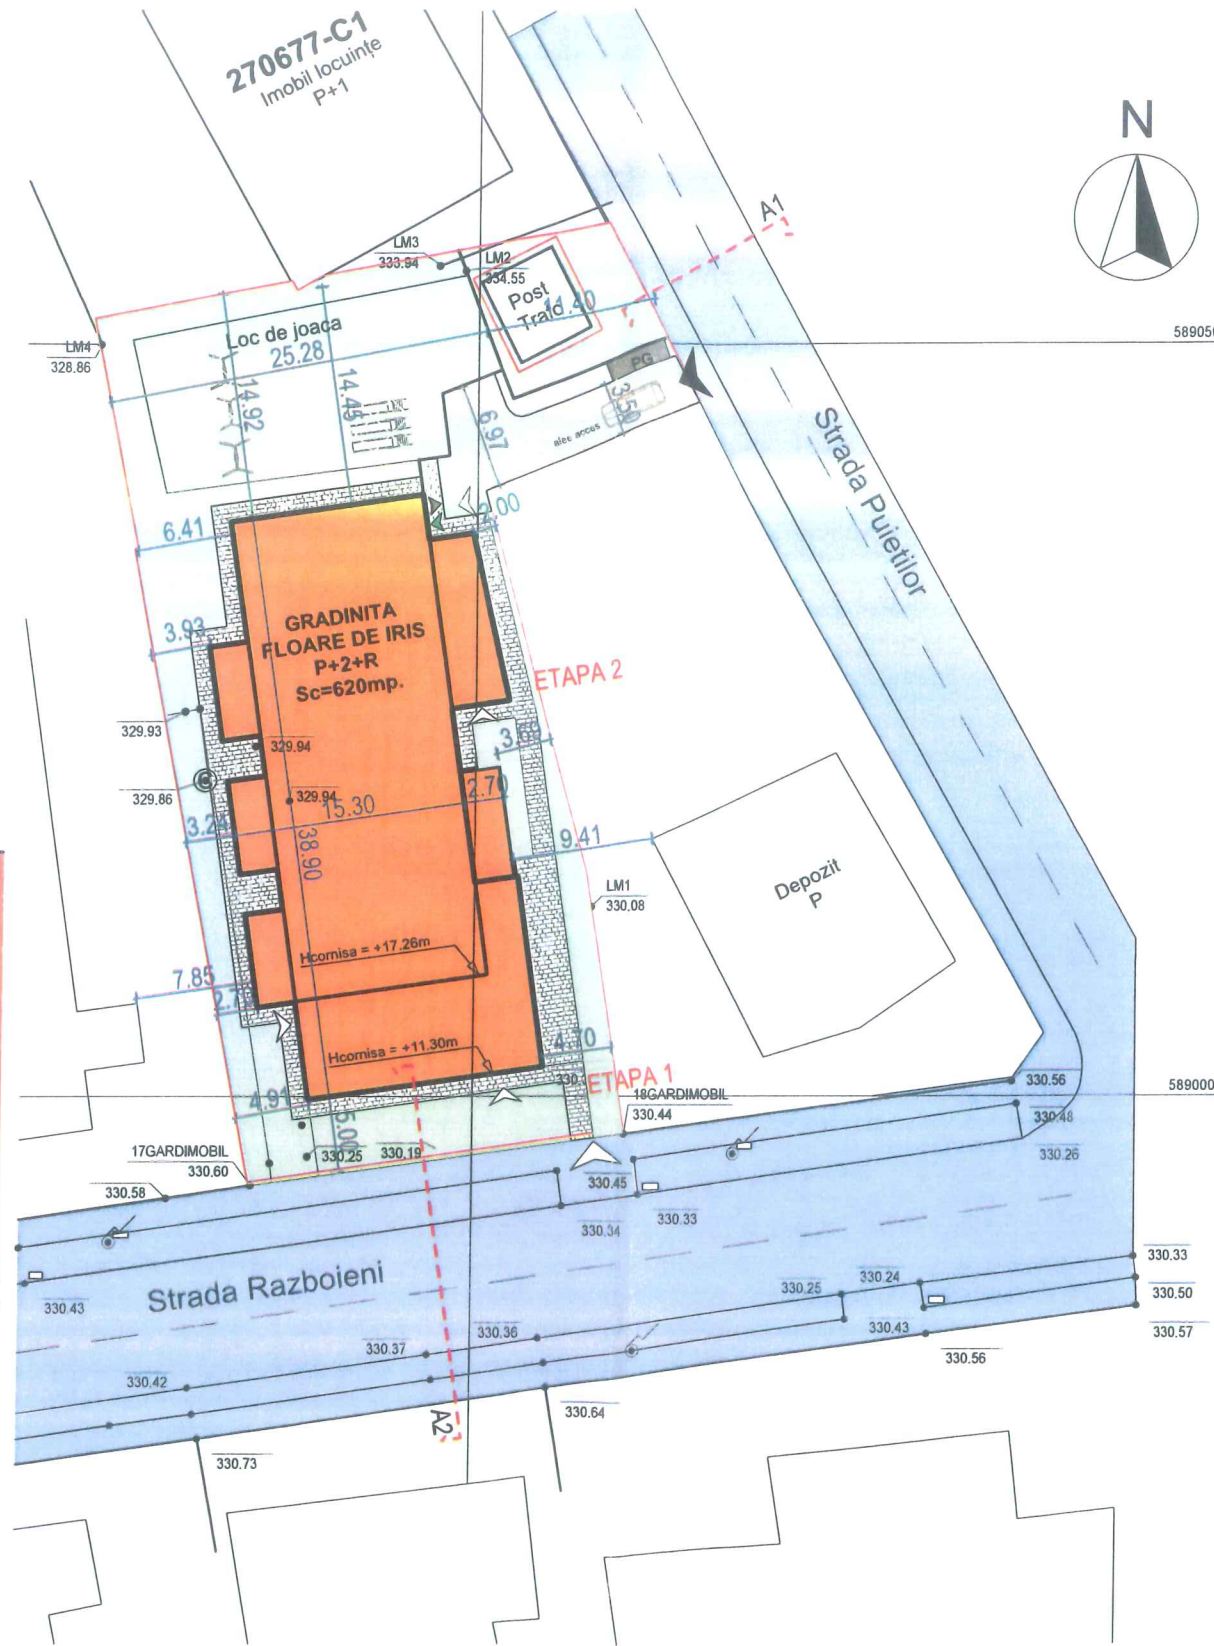 270677-C1
Imobil locuințe
P+1
N
A1
LM3
333.94
LM2
334.55
Post
Trafo
11.40
589050
LM4
328.86
Loc de joaca
25.28
14.92
14.45
PG
3.50
alee acces
6.97
Strada Puietilor
2.00
6.41
GRADINITA
FLOARE DE IRIS
P+2+R
Sc=620mp.
3.93
ETAPA 2
329.93
329.94
3.69
329.86
329.94
15.30
2.70
3.24
38.90
9.41
Depozit
P
LM1
330.08
Hcornisa = +17.26m
7.85
Hcornisa = +11.30m
4.70
ETAPA 1
330.56
589000
4.91
5.00
18GARDIMOBIL
330.44
330.48
17GARDIMOBIL
330.60
330.25
330.19
330.26
330.58
330.45
330.34
330.33
Strada Razboieni
330.43
330.25
330.24
330.33
330.50
330.57
330.36
330.43
330.37
330.56
330.42
A2
330.64
330.73